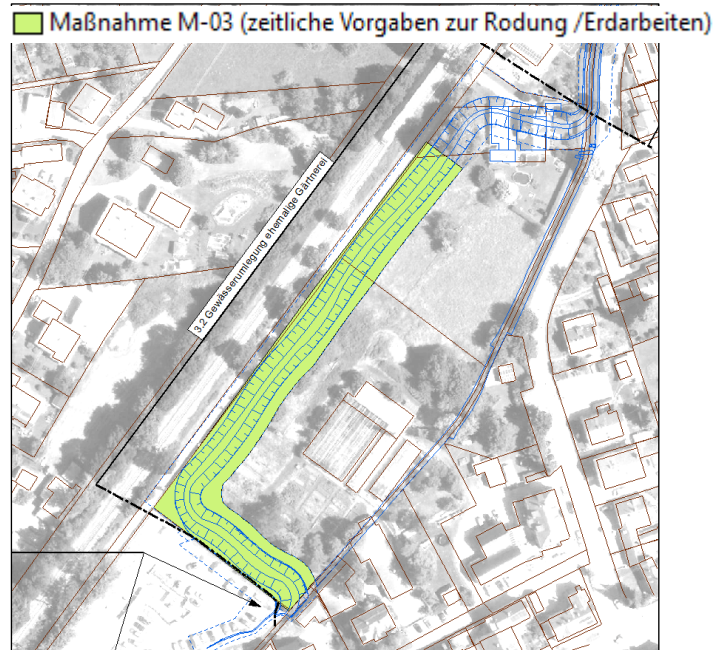 Maßnahme M-03 (zeitliche Vorgaben zur Rodung /Erdarbeiten)
3.2 Gewässerumlegung ehemalige Gärtnerei